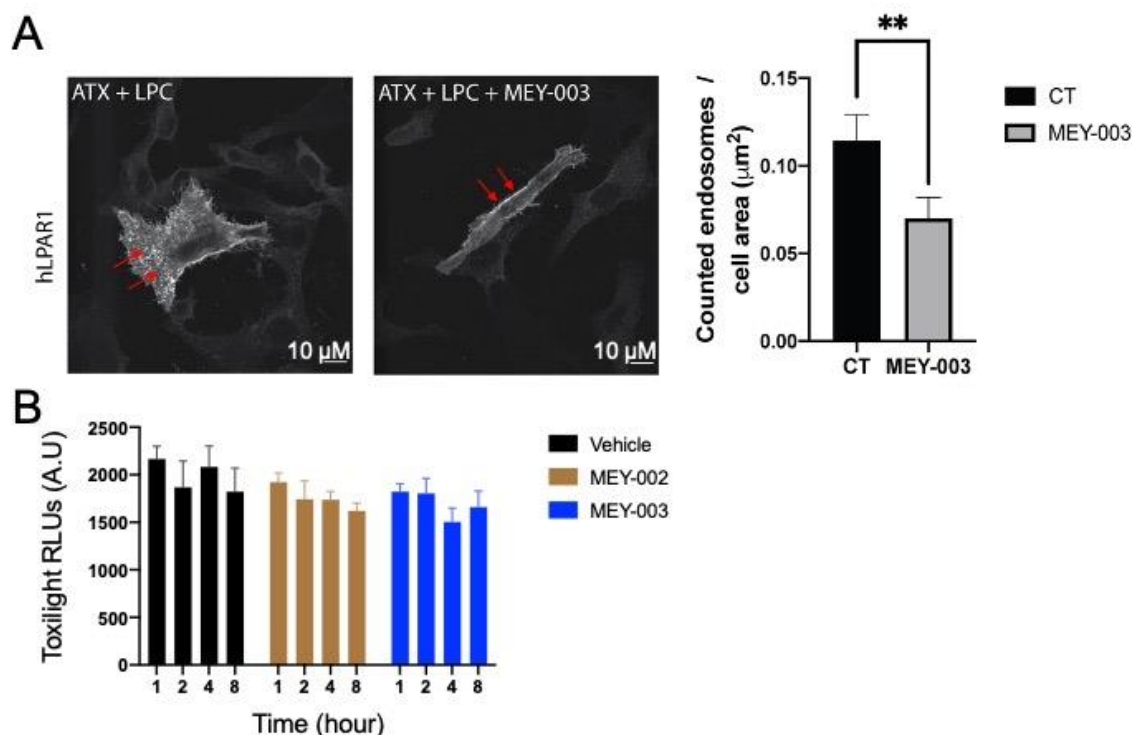 A
ATX + LPC
ATX + LPC + MEY-003
hLPAR1
10 µM
10 µM
**
Counted endosomes /
cell area (µm²)
0.15
0.10
0.05
0.00
CT MEY-003
CT
MEY-003
B
Toxilight RLUs (A.U)
2500
2000
1500
1000
500
0
1 2 4 8 1 2 4 8 1 2 4 8
Time (hour)
Vehicle
MEY-002
MEY-003